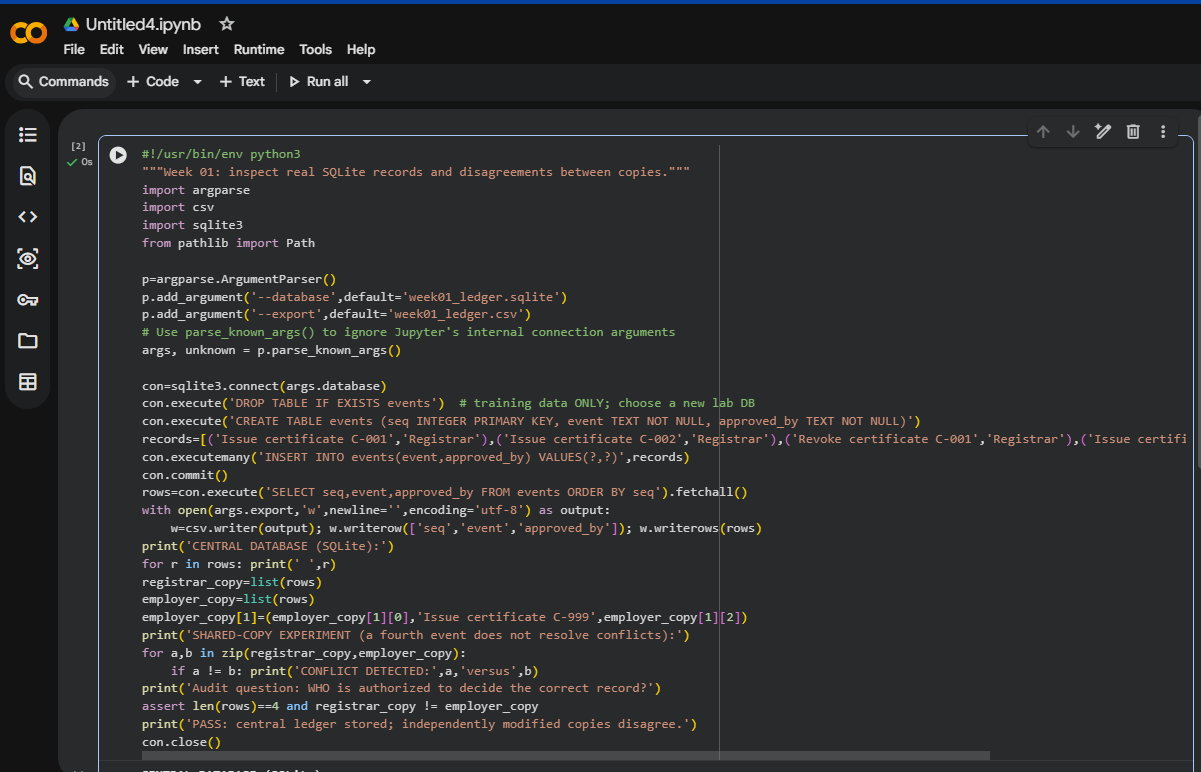 Untitled4.ipynb
File Edit View Insert Runtime Tools Help
Commands + Code + Text Run all
[2]
0s
#!/usr/bin/env python3
"""Week 01: inspect real SQLite records and disagreements between copies."""
import argparse
import csv
import sqlite3
from pathlib import Path
p=argparse.ArgumentParser()
p.add_argument('--database',default='week01_ledger.sqlite')
p.add_argument('--export',default='week01_ledger.csv')
# Use parse_known_args() to ignore Jupyter's internal connection arguments
args, unknown = p.parse_known_args()
con=sqlite3.connect(args.database)
con.execute('DROP TABLE IF EXISTS events')  # training data ONLY; choose a new lab DB
con.execute('CREATE TABLE events (seq INTEGER PRIMARY KEY, event TEXT NOT NULL, approved_by TEXT NOT NULL)')
records=[('Issue certificate C-001','Registrar'),('Issue certificate C-002','Registrar'),('Revoke certificate C-001','Registrar'),('Issue certifi
con.executemany('INSERT INTO events(event,approved_by) VALUES(?,?)',records)
con.commit()
rows=con.execute('SELECT seq,event,approved_by FROM events ORDER BY seq').fetchall()
with open(args.export,'w',newline='',encoding='utf-8') as output:
    w=csv.writer(output); w.writerow(['seq','event','approved_by']); w.writerows(rows)
print('CENTRAL DATABASE (SQLite):')
for r in rows: print(' ',r)
registrar_copy=list(rows)
employer_copy=list(rows)
employer_copy[1]=(employer_copy[1][0],'Issue certificate C-999',employer_copy[1][2])
print('SHARED-COPY EXPERIMENT (a fourth event does not resolve conflicts):')
for a,b in zip(registrar_copy,employer_copy):
    if a != b: print('CONFLICT DETECTED:',a,'versus',b)
print('Audit question: WHO is authorized to decide the correct record?')
assert len(rows)==4 and registrar_copy != employer_copy
print('PASS: central ledger stored; independently modified copies disagree.')
con.close()